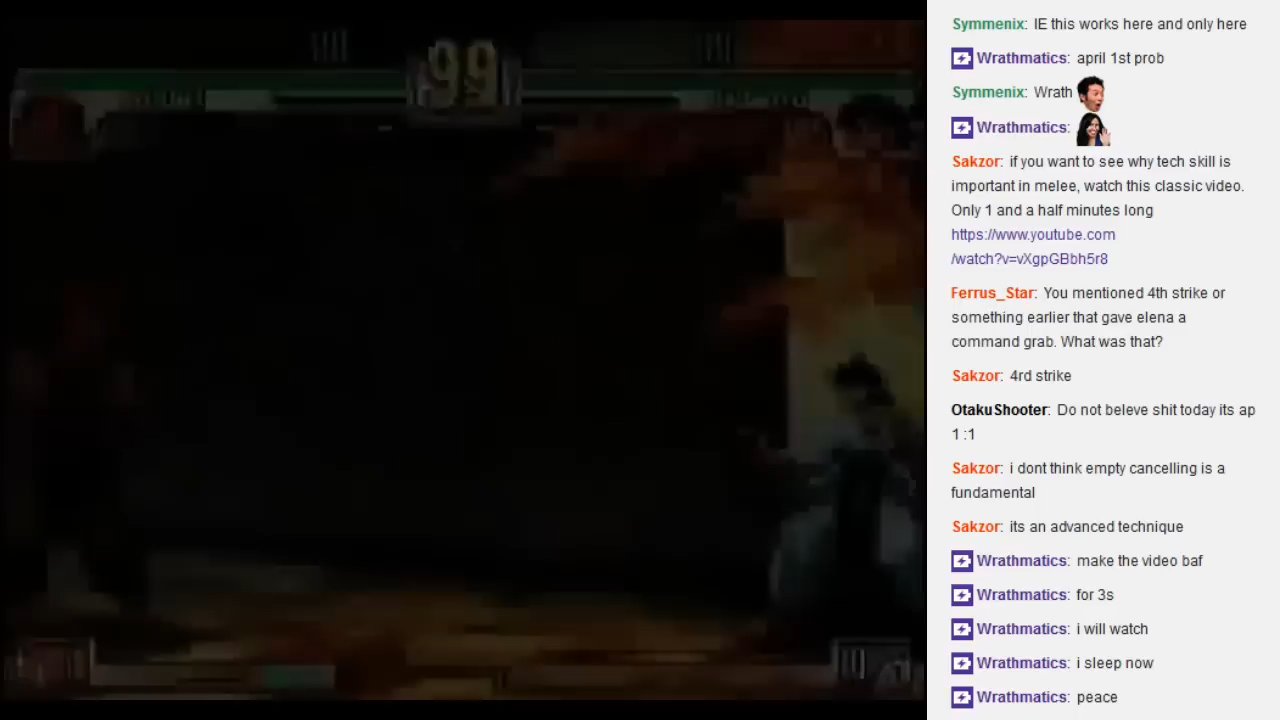 99
Symmenix: IE this works here and only here
Wrathmatics: april 1st prob
Symmenix: Wrath
Wrathmatics:
Sakzor: if you want to see why tech skill is
important in melee, watch this classic video.
Only 1 and a half minutes long
https://www.youtube.com
/watch?v=vXgpGBbh5r8
Ferrus_Star: You mentioned 4th strike or
something earlier that gave elena a
command grab. What was that?
Sakzor: 4rd strike
OtakuShooter: Do not beleve shit today its ap
1 :1
Sakzor: i dont think empty cancelling is a
fundamental
Sakzor: its an advanced technique
Wrathmatics: make the video baf
Wrathmatics: for 3s
Wrathmatics: i will watch
Wrathmatics: i sleep now
Wrathmatics: peace